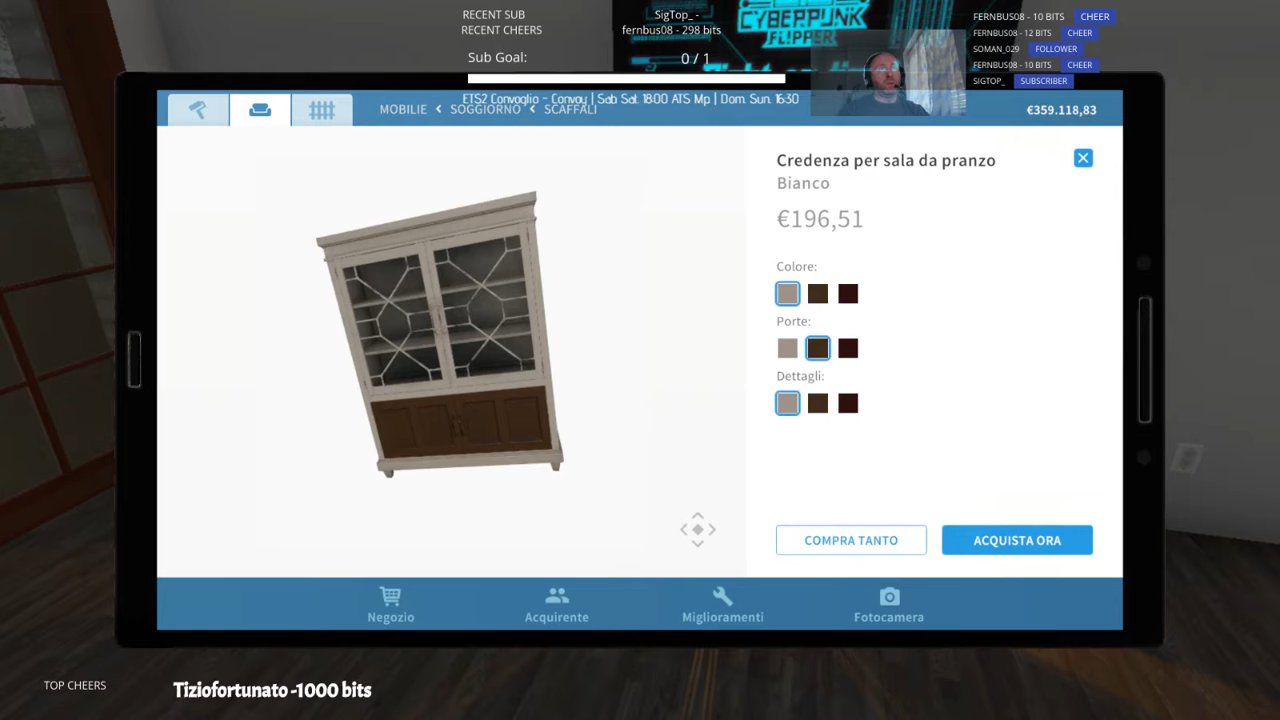 RECENT SUB
SigTop_ -
RECENT CHEERS
fernbus08 - 298 bits
Sub Goal:
0 / 1
CYBERPUNK
FLIPPER
FERNBUS08 - 10 BITS CHEER
FERNBUS08 - 12 BITS CHEER
SOMAN_029 FOLLOWER
FERNBUS08 - 10 BITS CHEER
SIGTOP_ SUBSCRIBER
ETS2 Convoglio - Convoy | Sab Sat. 18:00 ATS Mp | Dom. Sun. 16:30
MOBILIE < SOGGIORNO < SCAFFALI
€359.118,83
Credenza per sala da pranzo
Bianco
€196,51
Colore:
Porte:
Dettagli:
COMPRA TANTO
ACQUISTA ORA
Negozio
Acquirente
Miglioramenti
Fotocamera
TOP CHEERS
Tiziofortunato -1000 bits